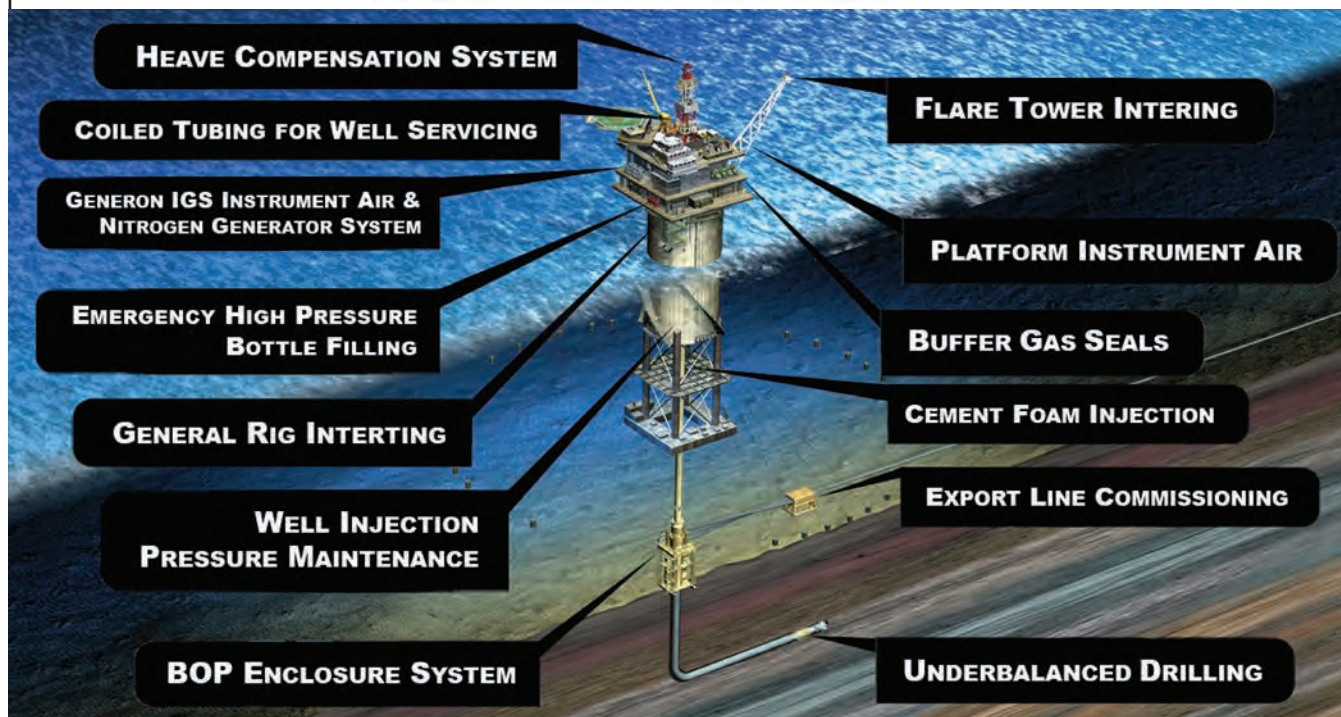 Heave Compensation System
Coiled Tubing for Well Servicing
Generon IGS Instrument Air &
Nitrogen Generator System
Emergency High Pressure
Bottle Filling
General Rig Interting
Well Injection
Pressure Maintenance
BOP Enclosure System
Flare Tower Intering
Platform Instrument Air
Buffer Gas Seals
Cement Foam Injection
Export Line Commissioning
Underbalanced Drilling